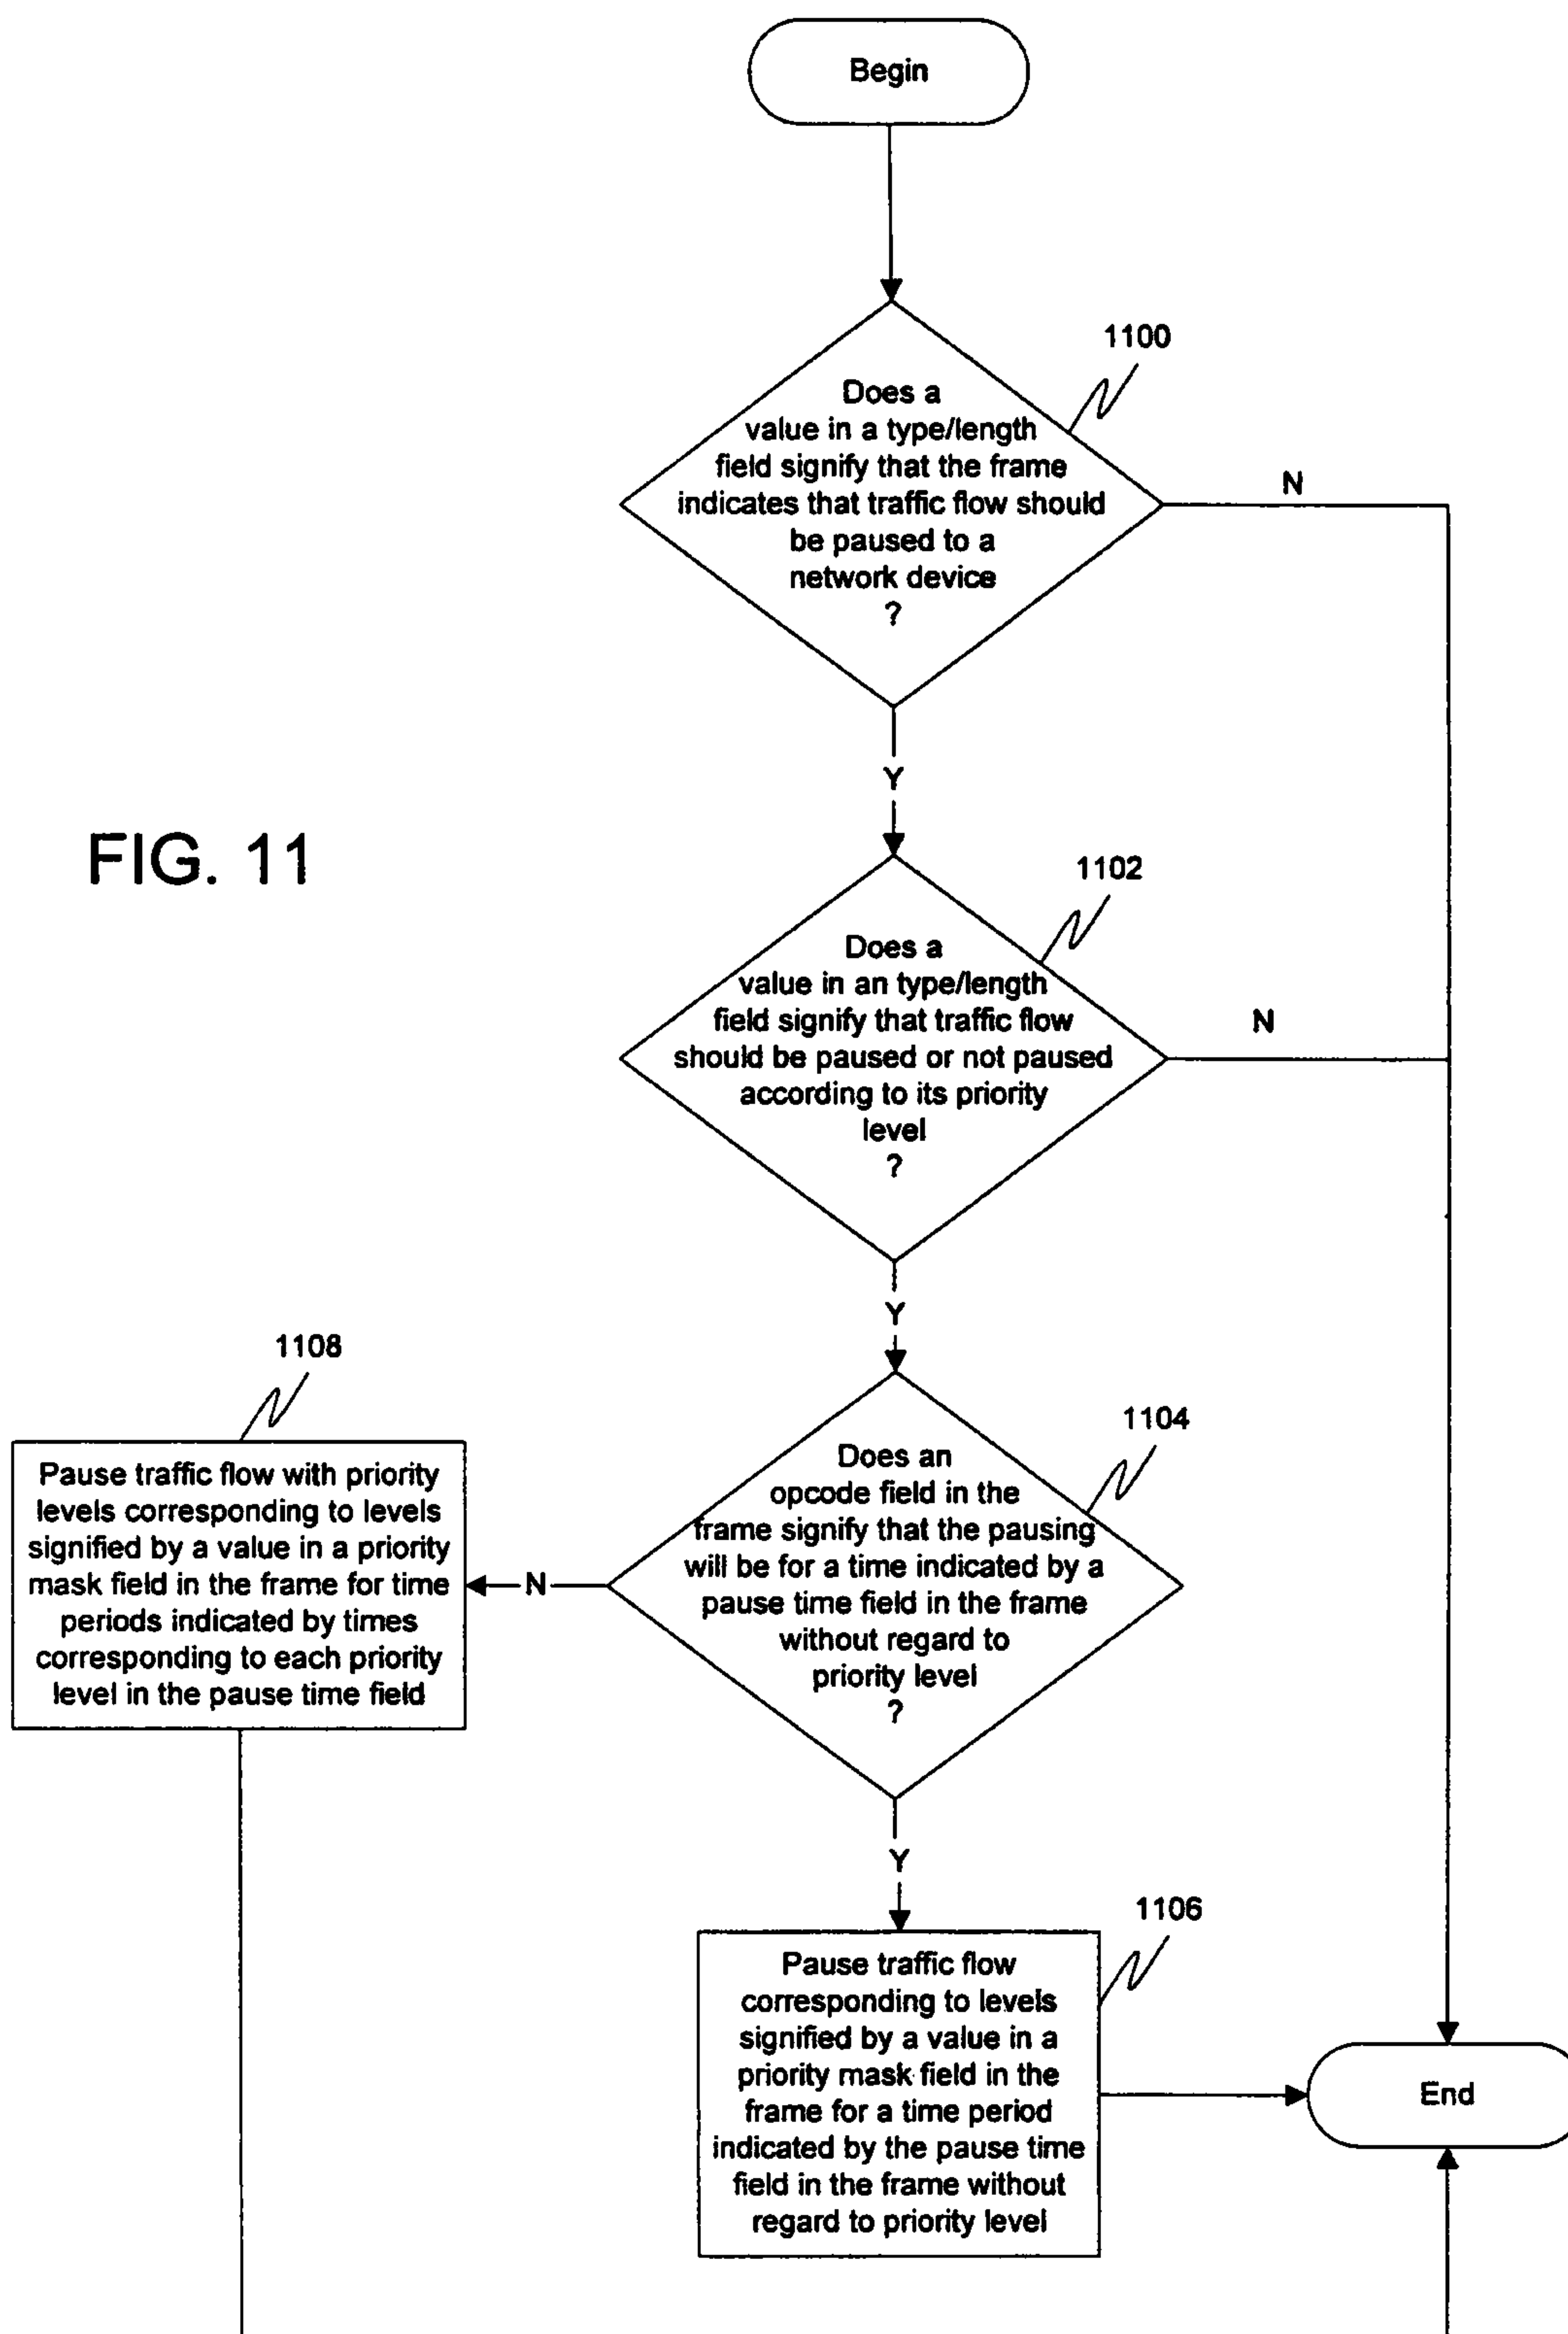 Begin
1100
Does a
value in a type/length
field signify that the frame
indicates that traffic flow should
be paused to a
network device
?
N
Y
FIG. 11
1102
Does a
value in an type/length
field signify that traffic flow
should be paused or not paused
according to its priority
level
?
N
Y
1108
Pause traffic flow with priority
levels corresponding to levels
signified by a value in a priority
mask field in the frame for time
periods indicated by times
corresponding to each priority
level in the pause time field
1104
Does an
opcode field in the
frame signify that the pausing
will be for a time indicated by a
pause time field in the frame
without regard to
priority level
?
N
Y
1106
Pause traffic flow
corresponding to levels
signified by a value in a
priority mask field in the
frame for a time period
indicated by the pause time
field in the frame without
regard to priority level
End